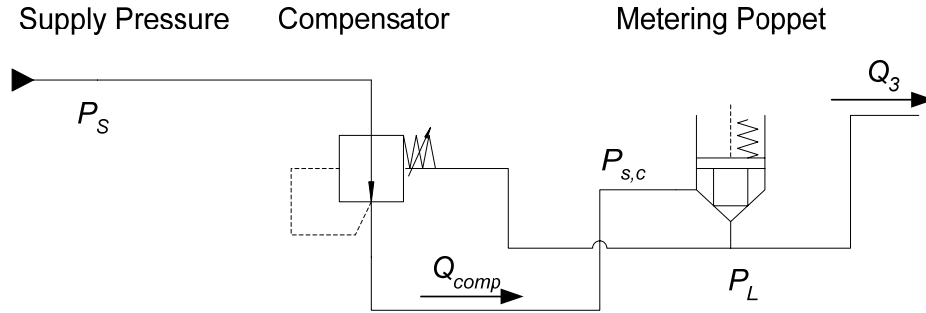 Supply Pressure
Compensator
Metering Poppet
Q3
PS
Ps,c
Qcomp
PL